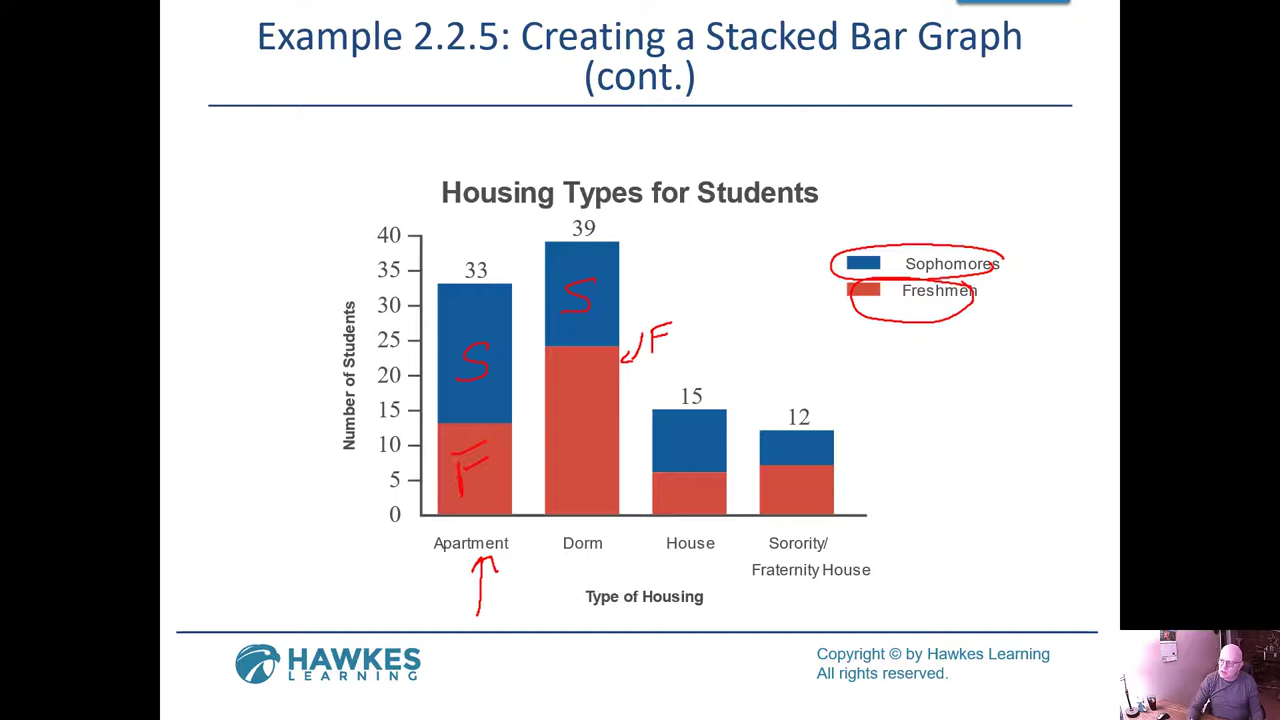 Example 2.2.5: Creating a Stacked Bar Graph
(cont.)
Housing Types for Students
40
35
30
25
20
15
10
5
0
Number of Students
33
39
15
12
S
F
S
F
Sophomores
Freshmen
Apartment
Dorm
House
Sorority/
Fraternity House
Type of Housing
HAWKES
LEARNING
Copyright © by Hawkes Learning
All rights reserved.